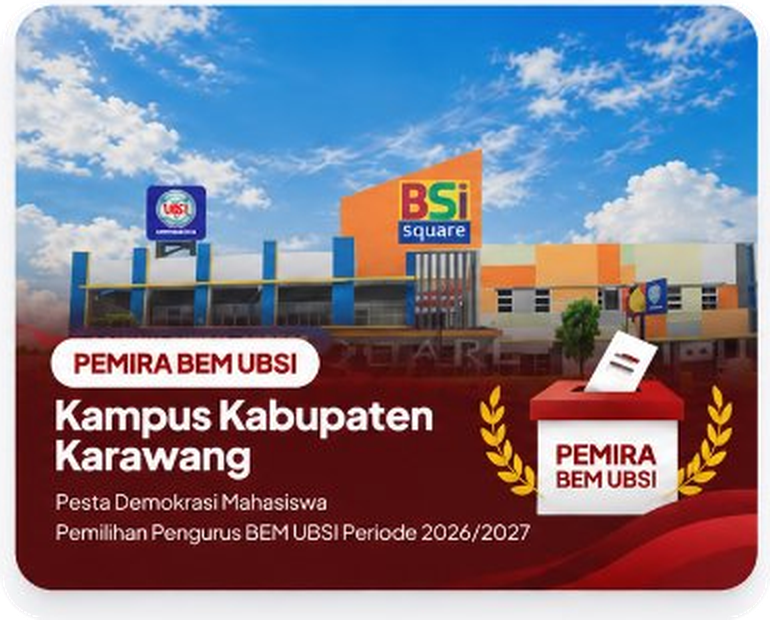 UBSI
BSi
square
PEMIRA BEM UBSI
Kampus Kabupaten
Karawang
PEMIRA
BEM UBSI
Pesta Demokrasi Mahasiswa
Pemilihan Pengurus BEM UBSI Periode 2026/2027